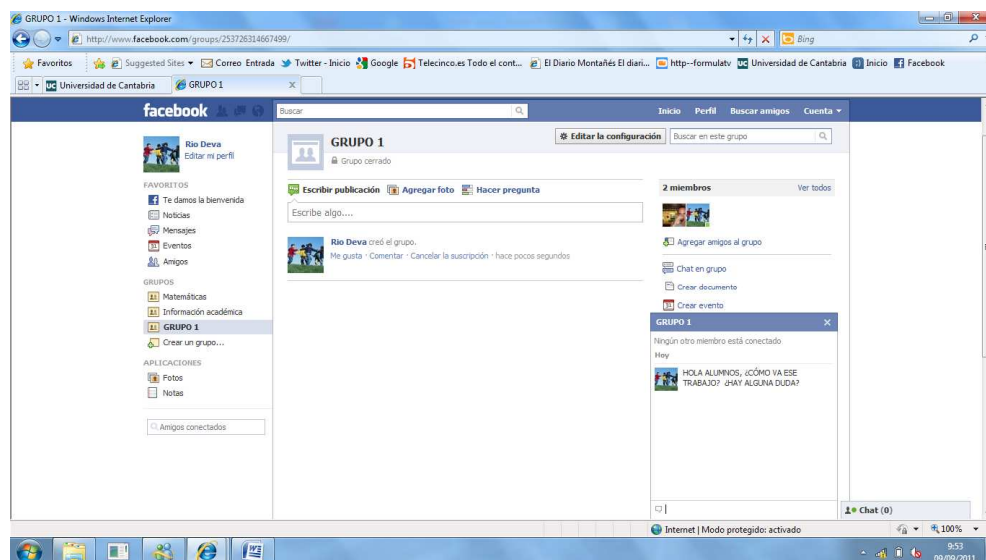 GRUPO 1 - Windows Internet Explorer
http://www.facebook.com/groups/253726314667499/
Bing
Favoritos Suggested Sites Correo Entrada Twitter - Inicio Google Telecinco.es Todo el cont... El Diario Montañés El diari... http--formulatv Universidad de Cantabria Inicio Facebook
UC Universidad de Cantabria GRUPO 1 X
facebook Buscar Inicio Perfil Buscar amigos Cuenta
Rio Deva
Editar mi perfil
FAVORITOS
Te damos la bienvenida
Noticias
Mensajes
Eventos
Amigos
GRUPOS
Matemáticas
Información académica
GRUPO 1
Crear un grupo...
APLICACIONES
Fotos
Notas
Amigos conectados
GRUPO 1
Grupo cerrado
Editar la configuración
Buscar en este grupo
Escribir publicación Agregar foto Hacer pregunta
Escribe algo....
Rio Deva creó el grupo.
Me gusta · Comentar · Cancelar la suscripción · hace pocos segundos
2 miembros Ver todos
Agregar amigos al grupo
Chat en grupo
Crear documento
Crear evento
GRUPO 1 X
Ningún otro miembro está conectado
Hoy
HOLA ALUMNOS, ¿CÓMO VA ESE
TRABAJO? ¿HAY ALGUNA DUDA?
Chat (0)
Internet | Modo protegido: activado 100%
9:53
09/09/2011